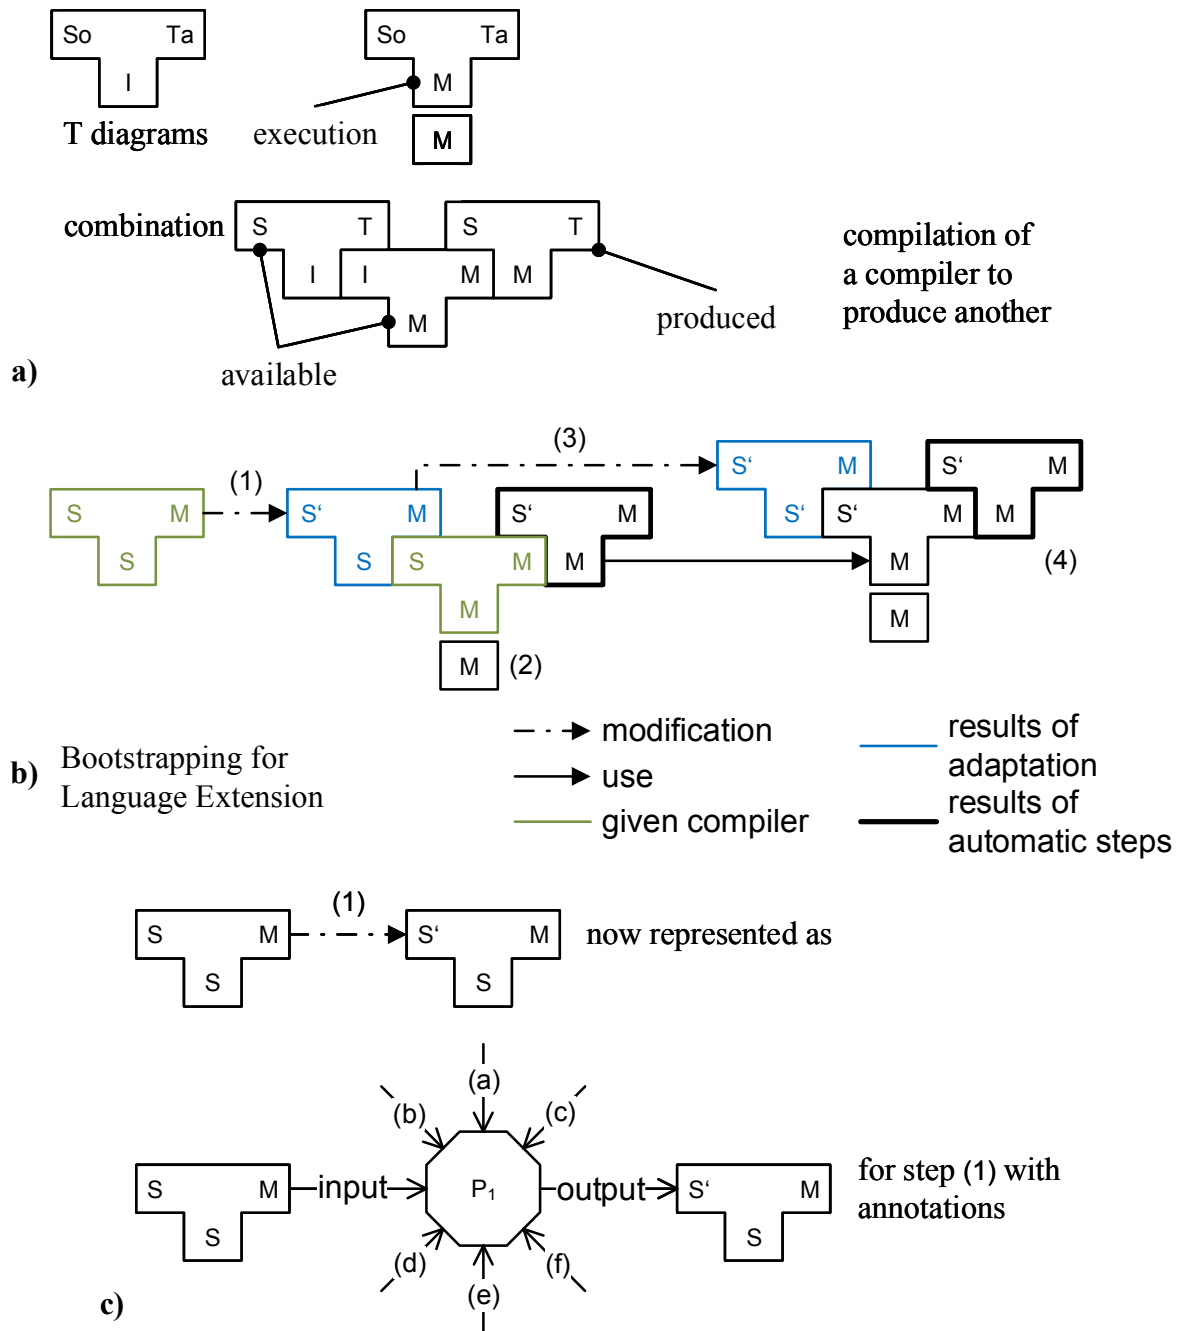 So Ta So Ta
I M
T diagrams execution M
combination S T S T
compilation of
a compiler to
produce another
I I M M
M produced
available
a)
(3)
(1) S‘ M S‘ M
S M S‘ M S‘ M
S‘ S‘ M M
S S S M M M (4)
M M
M (2)
modification results of
adaptation
b) Bootstrapping for
Language Extension
use
given compiler results of
automatic steps
(1)
S M S‘ M now represented as
S S
(a)
(b) (c)
S M input P1 output S‘ M for step (1) with
annotations
S S
(d) (f)
(e)
c)